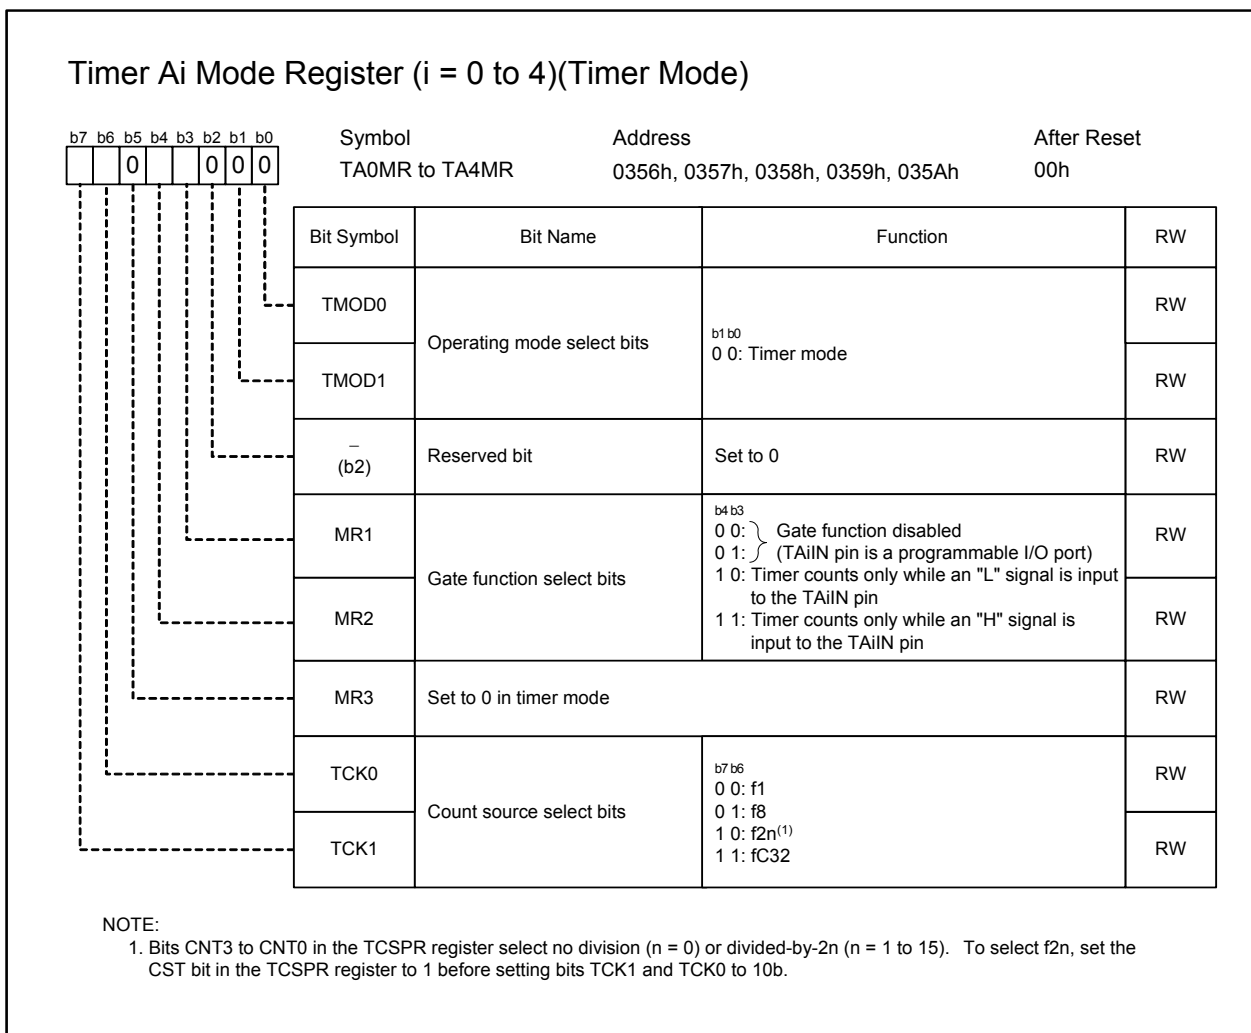 Timer Ai Mode Register (i = 0 to 4)(Timer Mode)
b7 b6 b5 b4 b3 b2 b1 b0
0 0 0 0
Symbol Address After Reset
TA0MR to TA4MR 0356h, 0357h, 0358h, 0359h, 035Ah 00h
Bit Symbol Bit Name Function RW
TMOD0 RW
Operating mode select bits
b1 b0
0 0: Timer mode
TMOD1 RW
–
(b2)
Reserved bit Set to 0 RW
MR1 RW
Gate function select bits
b4 b3
0 0: Gate function disabled
0 1: (TAiIN pin is a programmable I/O port)
1 0: Timer counts only while an "L" signal is input
to the TAiIN pin
1 1: Timer counts only while an "H" signal is
input to the TAiIN pin
MR2 RW
MR3 Set to 0 in timer mode RW
TCK0 RW
Count source select bits
b7 b6
0 0: f1
0 1: f8
1 0: f2n(1)
1 1: fC32
TCK1 RW
NOTE:
1. Bits CNT3 to CNT0 in the TCSPR register select no division (n = 0) or divided-by-2n (n = 1 to 15). To select f2n, set the
CST bit in the TCSPR register to 1 before setting bits TCK1 and TCK0 to 10b.